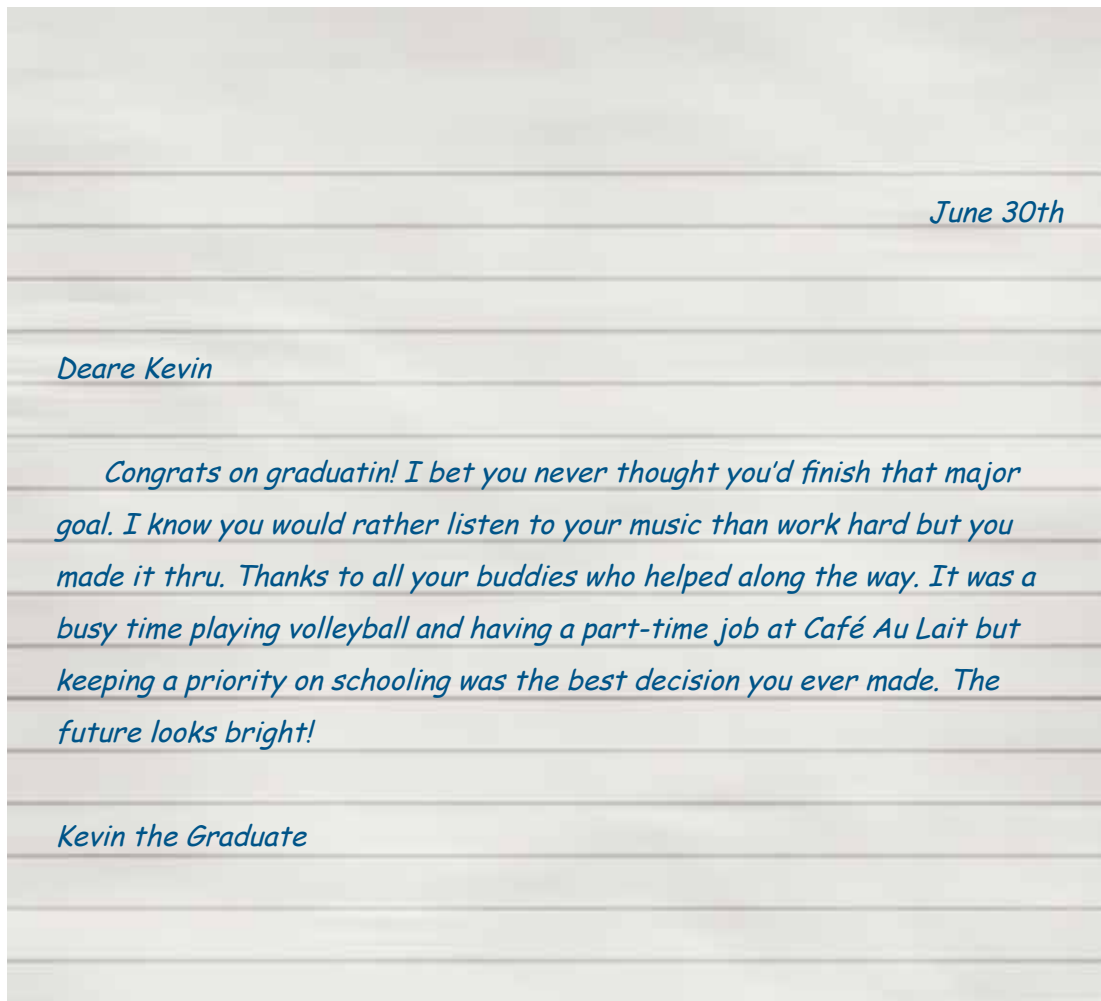 June 30th
Deare Kevin
Congrats on graduatin! I bet you never thought you’d finish that major
goal. I know you would rather listen to your music than work hard but you
made it thru. Thanks to all your buddies who helped along the way. It was a
busy time playing volleyball and having a part-time job at Café Au Lait but
keeping a priority on schooling was the best decision you ever made. The
future looks bright!
Kevin the Graduate